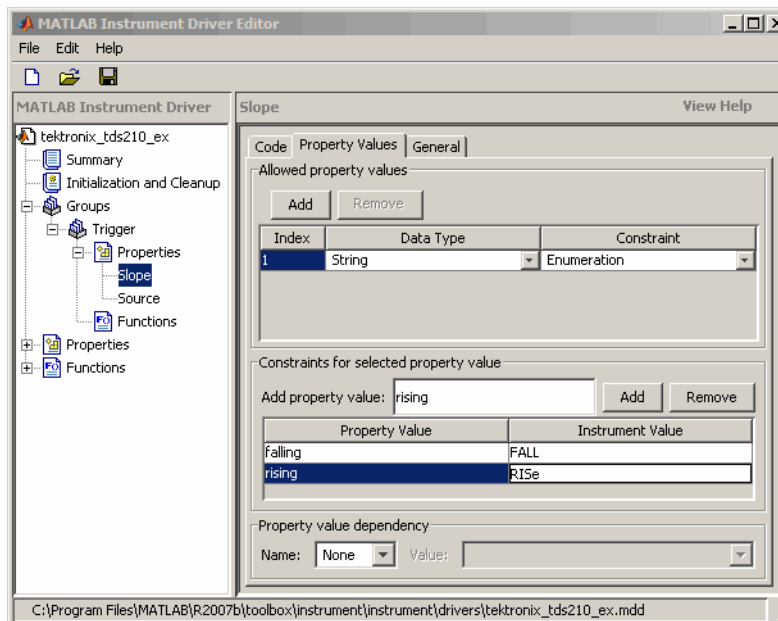 MATLAB Instrument Driver Editor
File Edit Help
MATLAB Instrument Driver
tektronix_tds210_ex
Summary
Initialization and Cleanup
Groups
Trigger
Properties
Slope
Source
Functions
Properties
Functions
Slope View Help
Code Property Values General
Allowed property values
Add Remove
Index Data Type Constraint
1 String Enumeration
Constraints for selected property value
Add property value: rising Add Remove
Property Value Instrument Value
falling FALL
rising RISe
Property value dependency
Name: None Value:
C:\Program Files\MATLAB\R2007b\toolbox\instrument\instrument\drivers\tektronix_tds210_ex.mdd